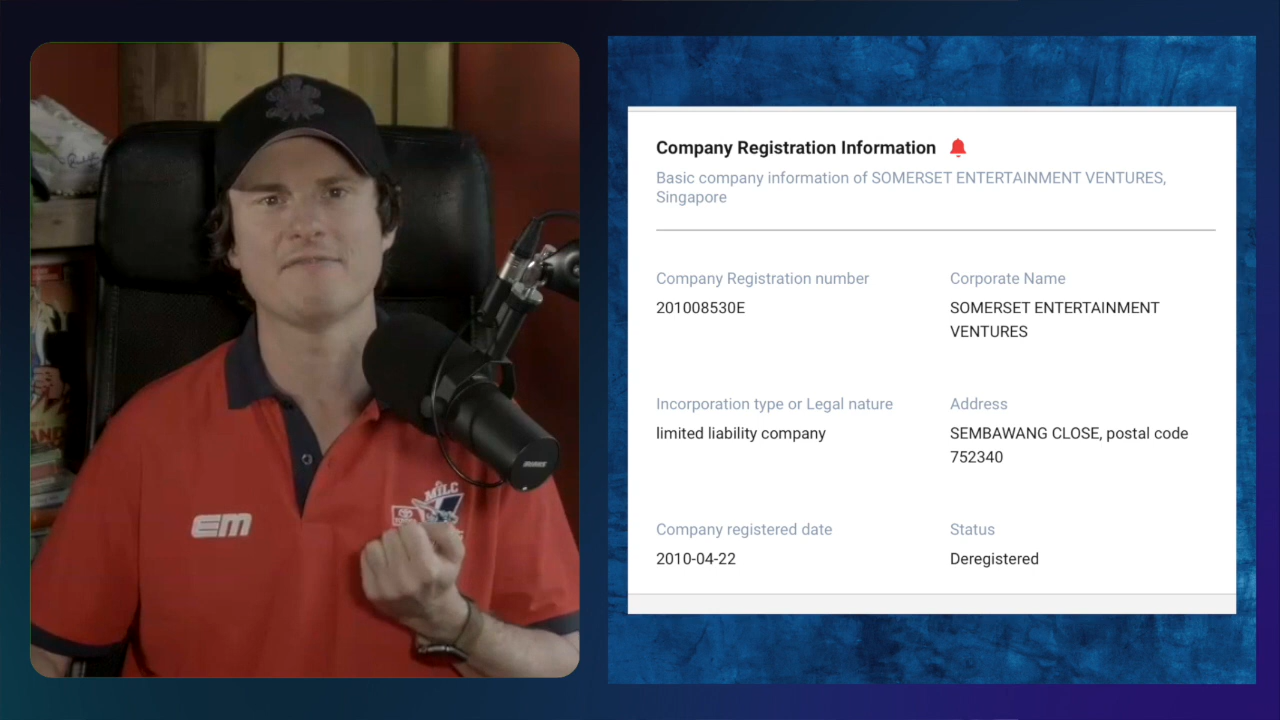 EM
MILC
Company Registration Information
Basic company information of SOMERSET ENTERTAINMENT VENTURES,
Singapore
Company Registration number
Corporate Name
201008530E
SOMERSET ENTERTAINMENT
VENTURES
Incorporation type or Legal nature
Address
limited liability company
SEMBAWANG CLOSE, postal code
752340
Company registered date
Status
2010-04-22
Deregistered